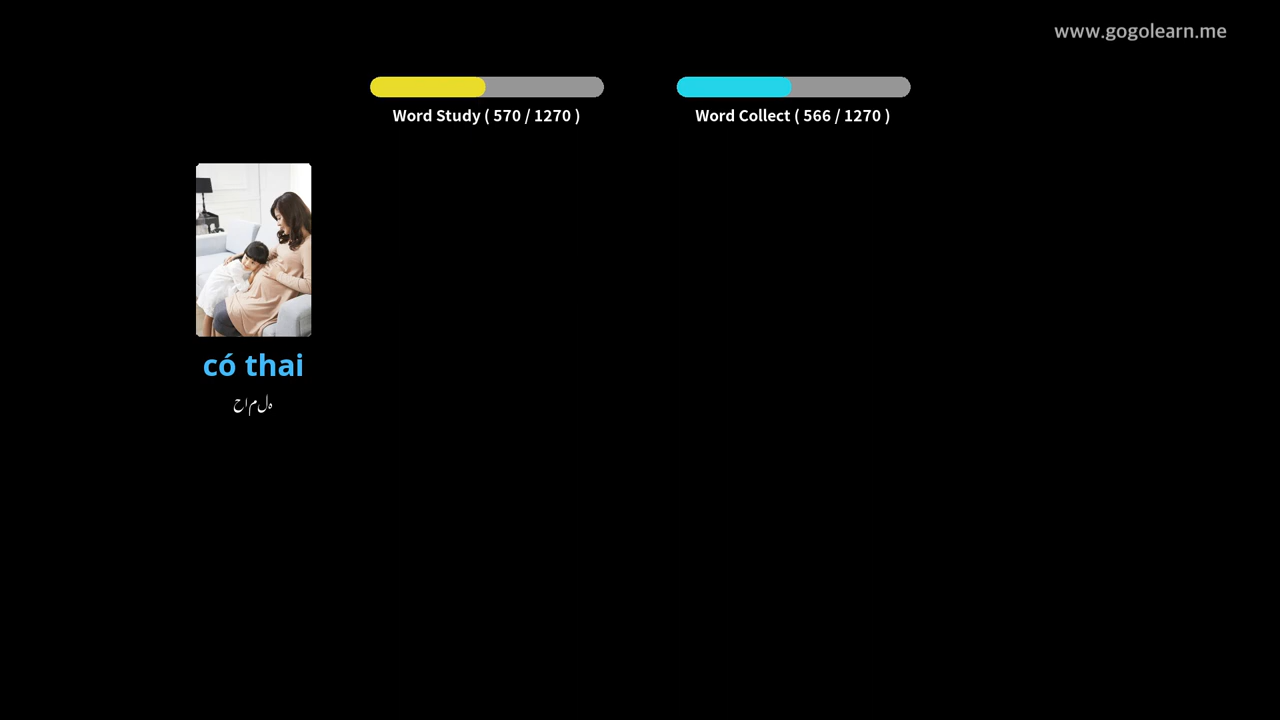 www.gogolearn.me
Word Study ( 570 / 1270 )
Word Collect ( 566 / 1270 )
có thai
حاملہ